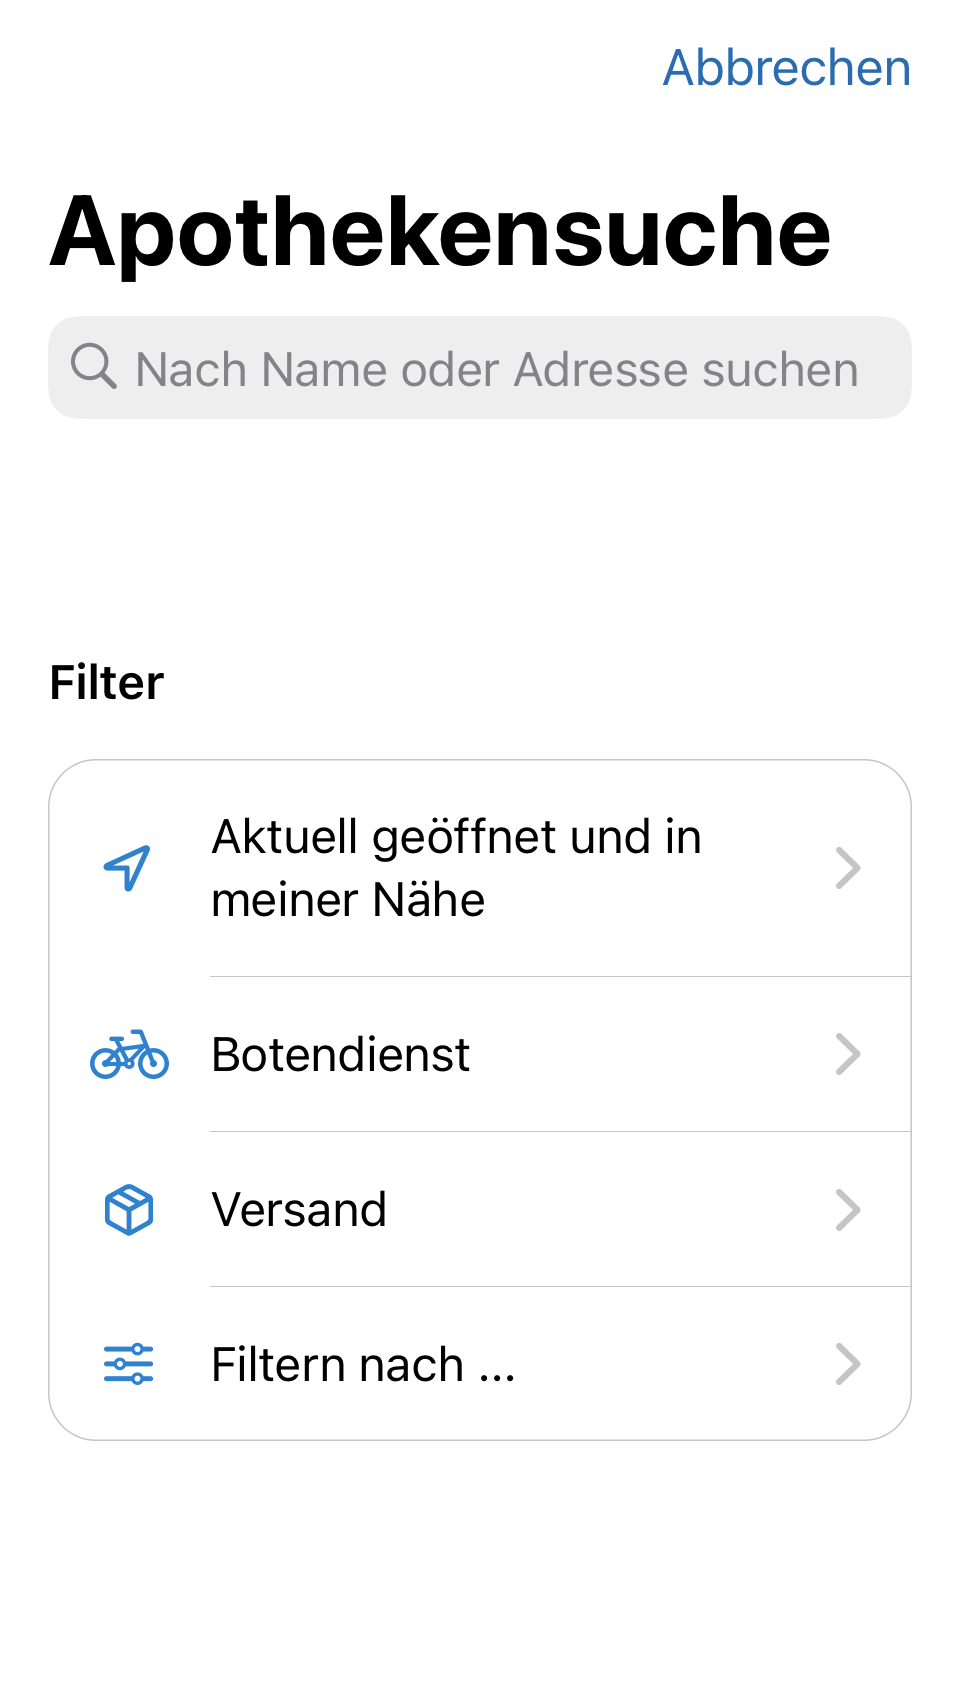 Abbrechen
Apothekensuche
Nach Name oder Adresse suchen
Filter
Aktuell geöffnet und in
meiner Nähe
Botendienst
Versand
Filtern nach ...